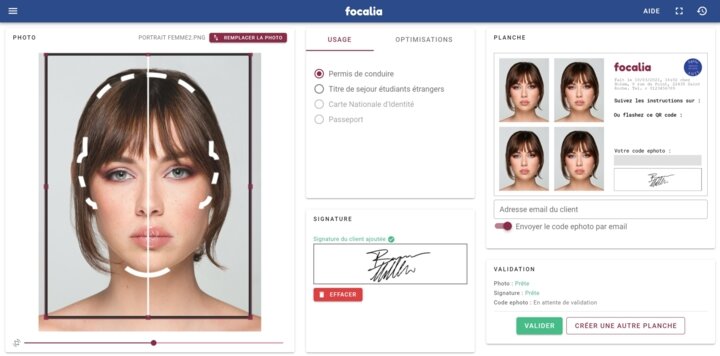 focalia
AIDE
PHOTO
PORTRAIT FEMME2.PNG
REMPLACER LA PHOTO
USAGE
OPTIMISATIONS
Permis de conduire
Titre de sejour étudiants étrangers
Carte Nationale d'Identité
Passeport
SIGNATURE
Signature du client ajoutée
EFFACER
PLANCHE
focalia
Suivez les instructions sur :
Ou flashez ce QR code :
Votre code ephoto :
Adresse email du client
Envoyer le code ephoto par email
VALIDATION
Photo : Prête
Signature : Prête
Code ephoto : En attente de validation
VALIDER
CRÉER UNE AUTRE PLANCHE